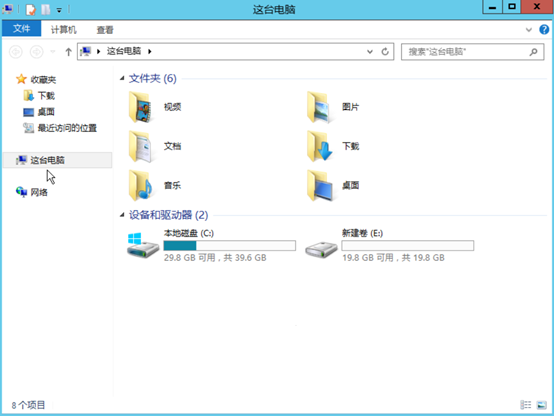 这台电脑
文件
计算机
查看
这台电脑
搜索"这台电脑"
收藏夹
下载
桌面
最近访问的位置
这台电脑
网络
文件夹 (6)
视频
图片
文档
下载
音乐
桌面
设备和驱动器 (2)
本地磁盘 (C:)
29.8 GB 可用，共 39.6 GB
新建卷 (E:)
19.8 GB 可用，共 19.8 GB
8 个项目